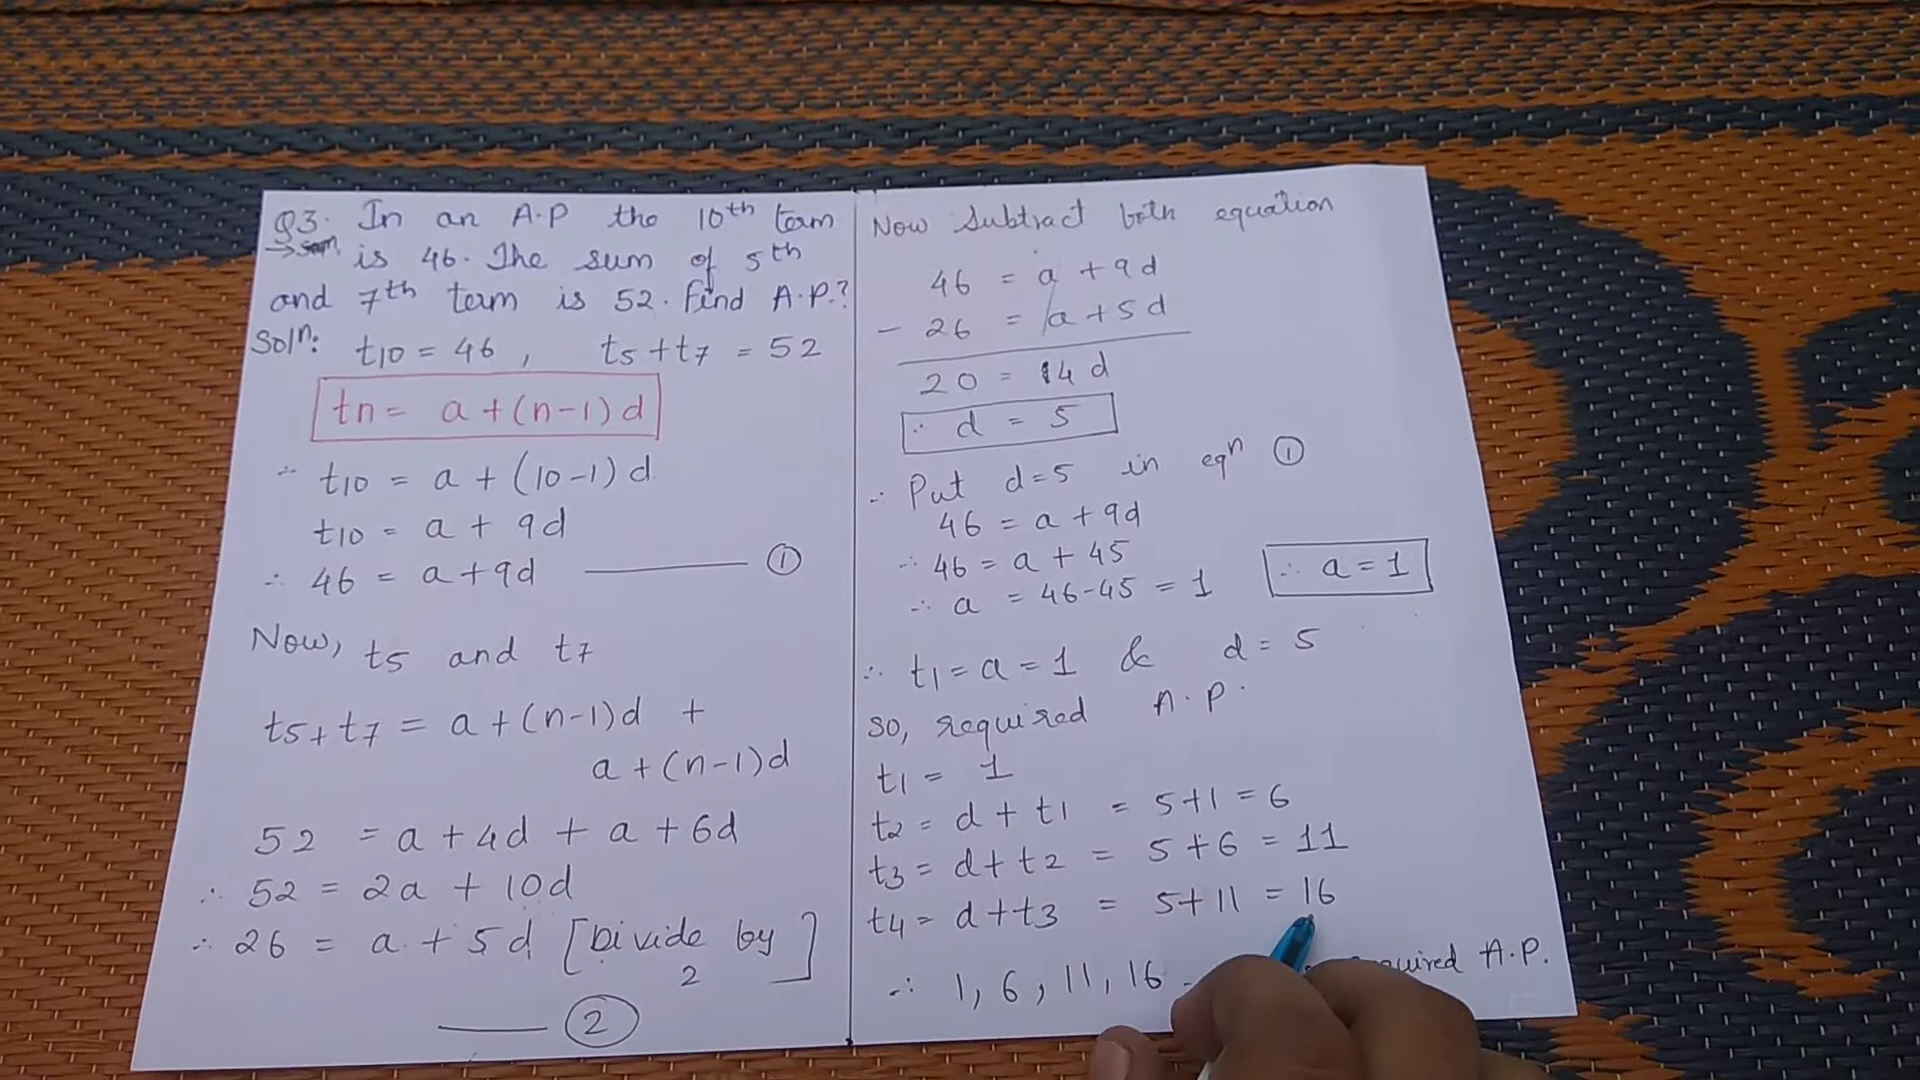 Q3. In an A.P the 10th term
is 46. The sum of 5th
and 7th term is 52. Find A.P.?
Soln: t10 = 46 , t5 + t7 = 52
tn = a + (n-1) d
∴ t10 = a + (10-1) d
t10 = a + 9d
∴ 46 = a + 9d ——— ①
Now, t5 and t7
t5 + t7 = a + (n-1)d +
a + (n-1)d
52 = a + 4d + a + 6d
∴ 52 = 2a + 10d
∴ 26 = a + 5d [Divide by 2]
——— ②
Now Subtract both equation
46 = a + 9d
- 26 = a + 5d
20 = 4d
∴ d = 5
∴ Put d=5 in eqn ①
46 = a + 9d
∴ 46 = a + 45
∴ a = 46-45 = 1 ∴ a = 1
∴ t1 = a = 1 & d = 5
So, required A.P.
t1 = 1
t2 = d + t1 = 5+1 = 6
t3 = d + t2 = 5+6 = 11
t4 = d + t3 = 5+11 = 16
∴ 1, 6, 11, 16 A.P.